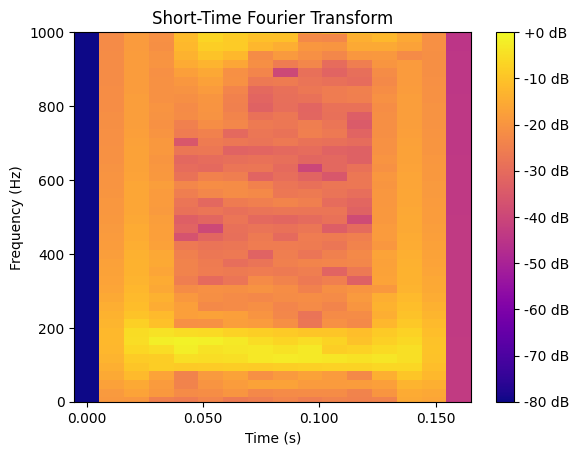 Short-Time Fourier Transform
1000
800
600
400
200
0
Frequency (Hz)
0.000
0.050
0.100
0.150
Time (s)
+0 dB
-10 dB
-20 dB
-30 dB
-40 dB
-50 dB
-60 dB
-70 dB
-80 dB